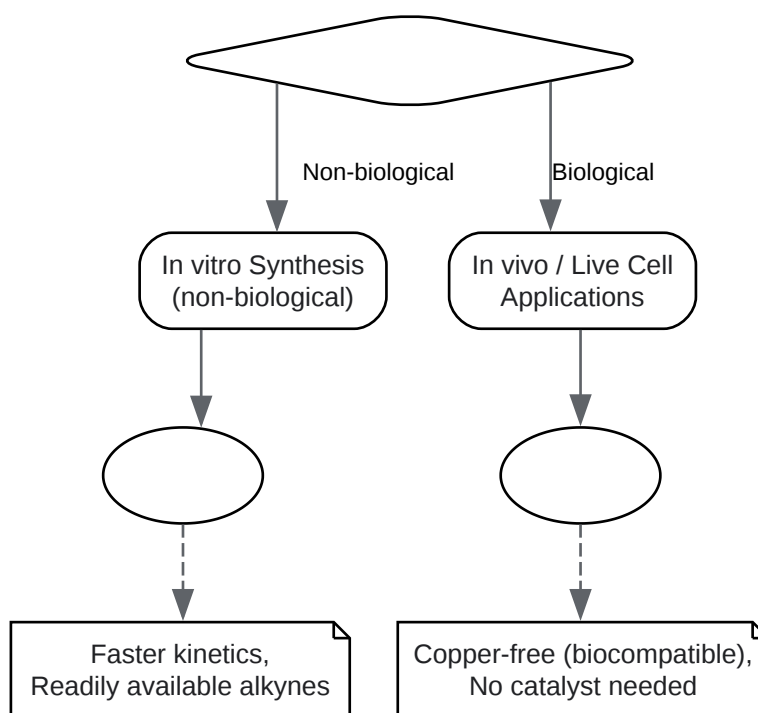 Non-biological
Biological
In vitro Synthesis
(non-biological)
In vivo / Live Cell
Applications
Faster kinetics,
Readily available alkynes
Copper-free (biocompatible),
No catalyst needed